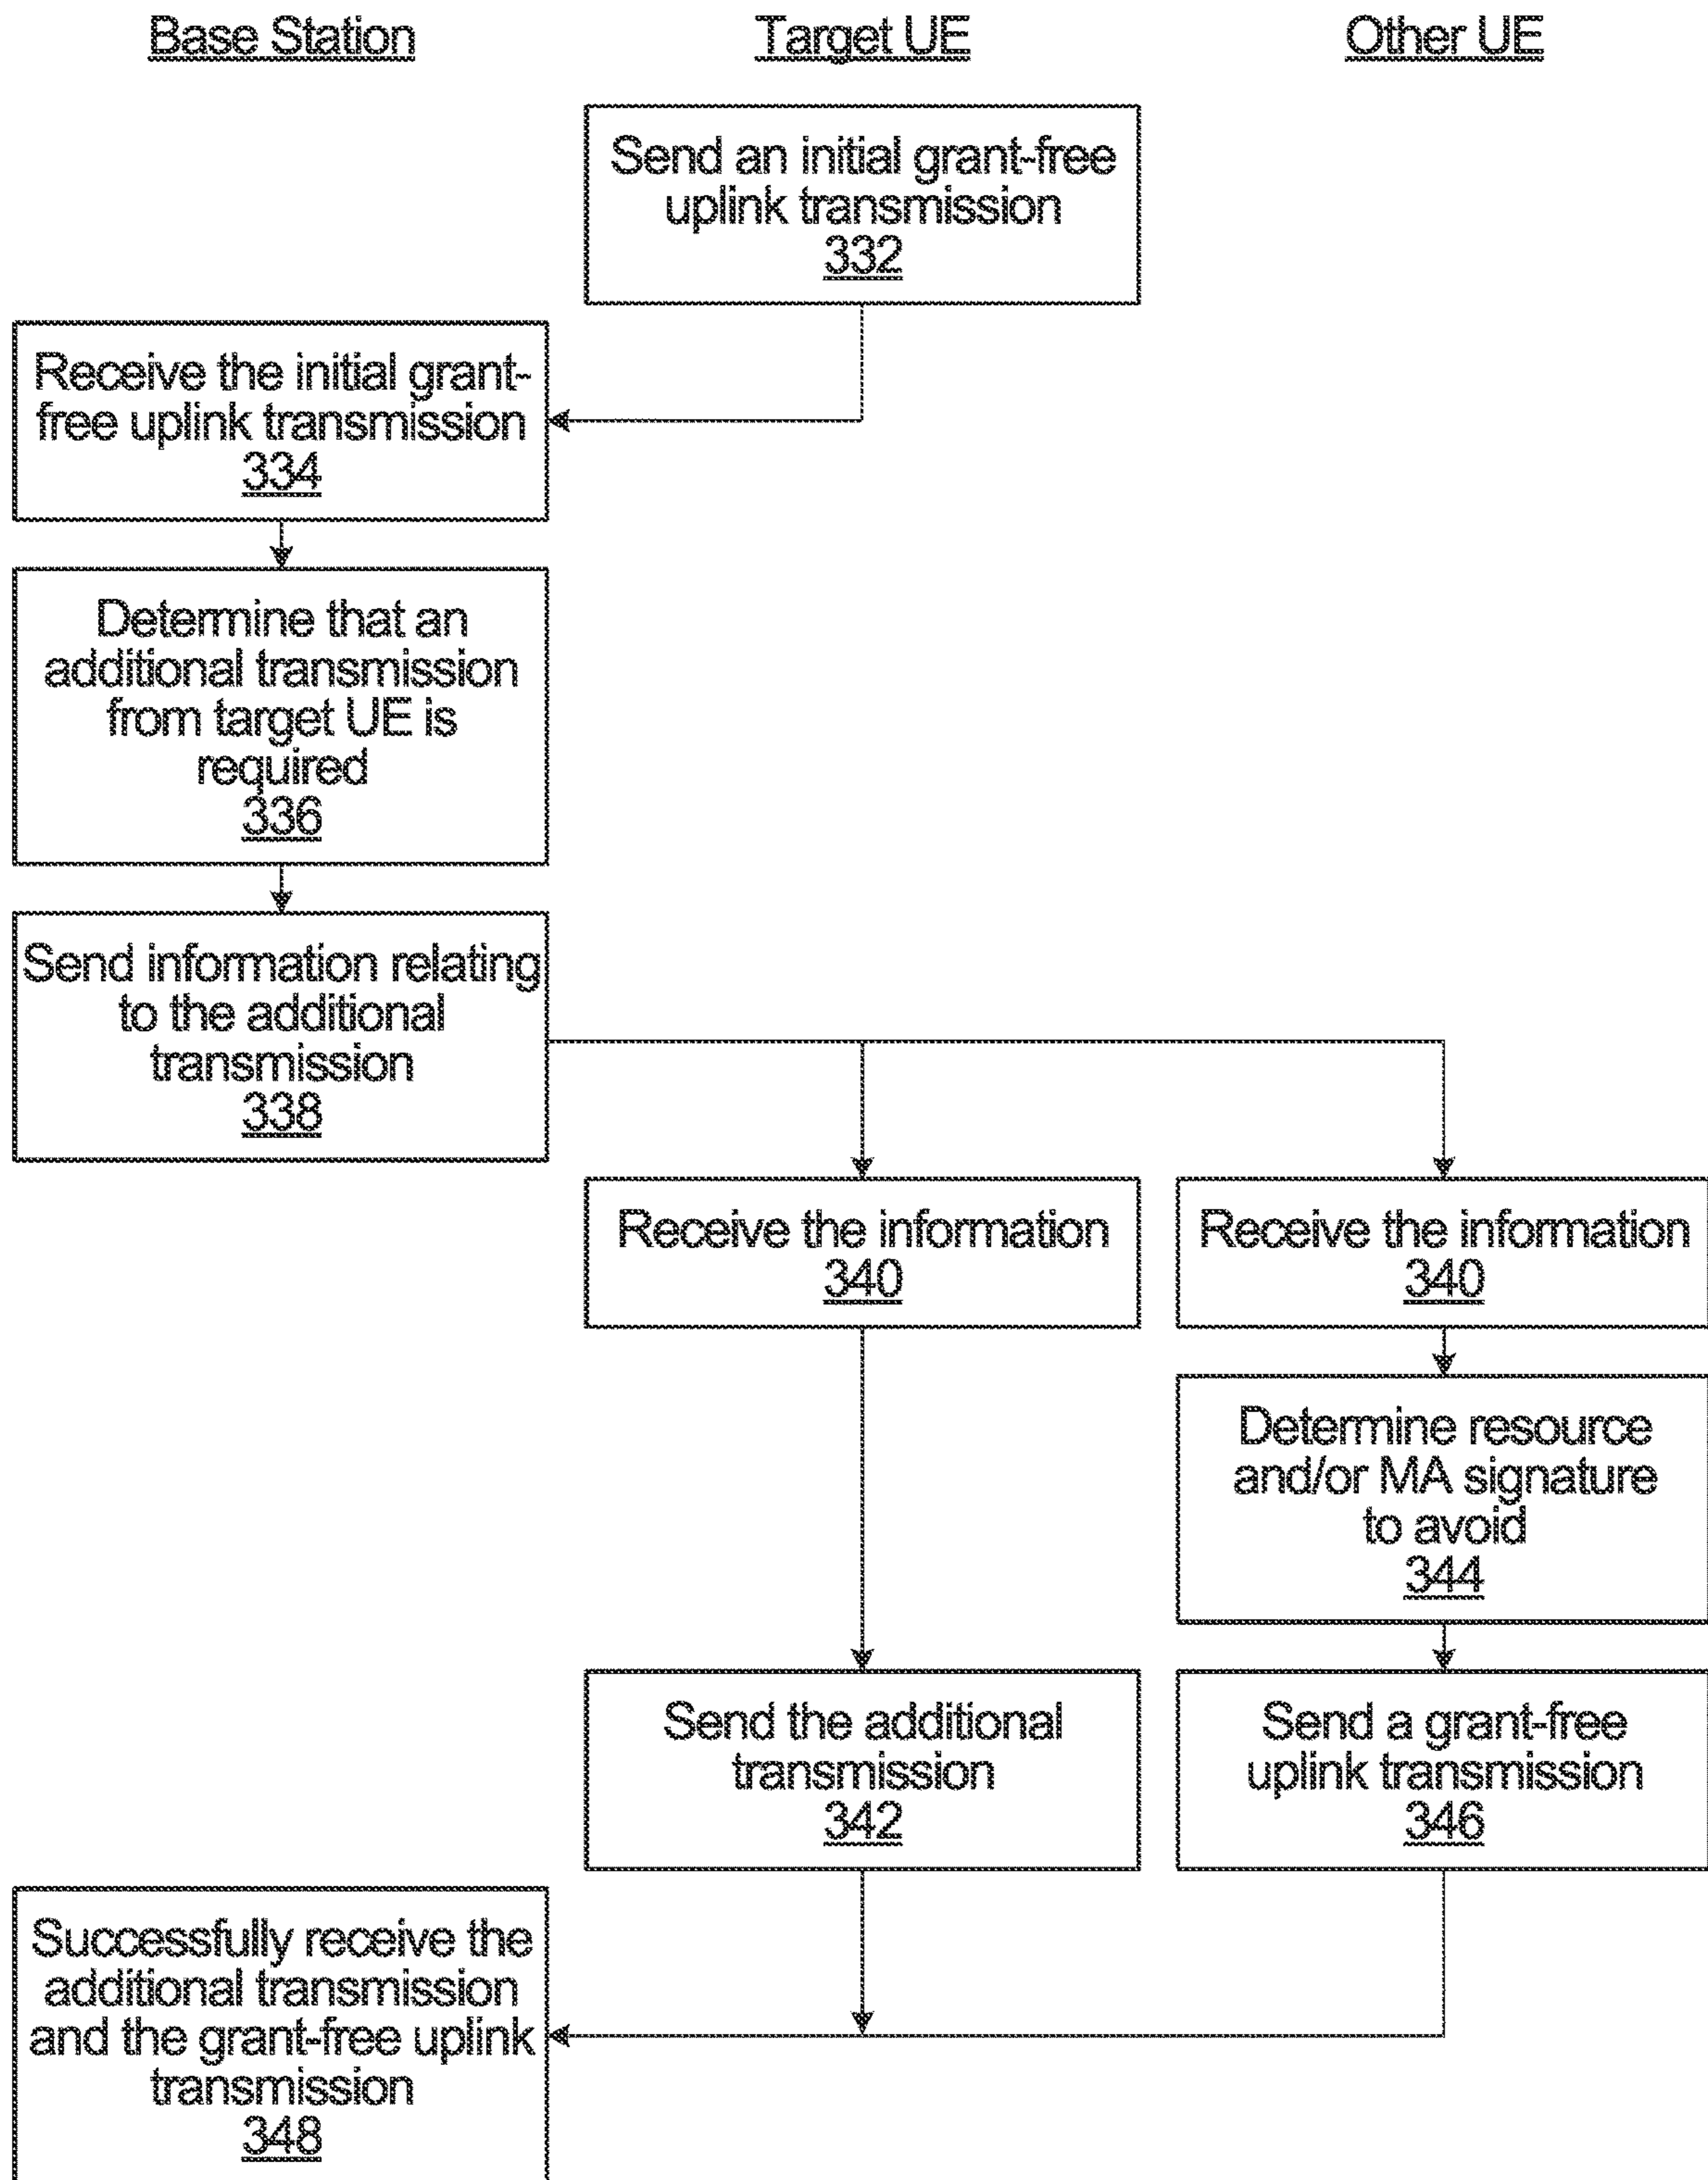 Base Station
Target UE
Other UE
Send an initial grant-free
uplink transmission
332
Receive the initial grant-
free uplink transmission
334
Determine that an
additional transmission
from target UE is
required
336
Send information relating
to the additional
transmission
338
Receive the information
340
Receive the information
340
Determine resource
and/or MA signature
to avoid
344
Send the additional
transmission
342
Send a grant-free
uplink transmission
346
Successfully receive the
additional transmission
and the grant-free uplink
transmission
348